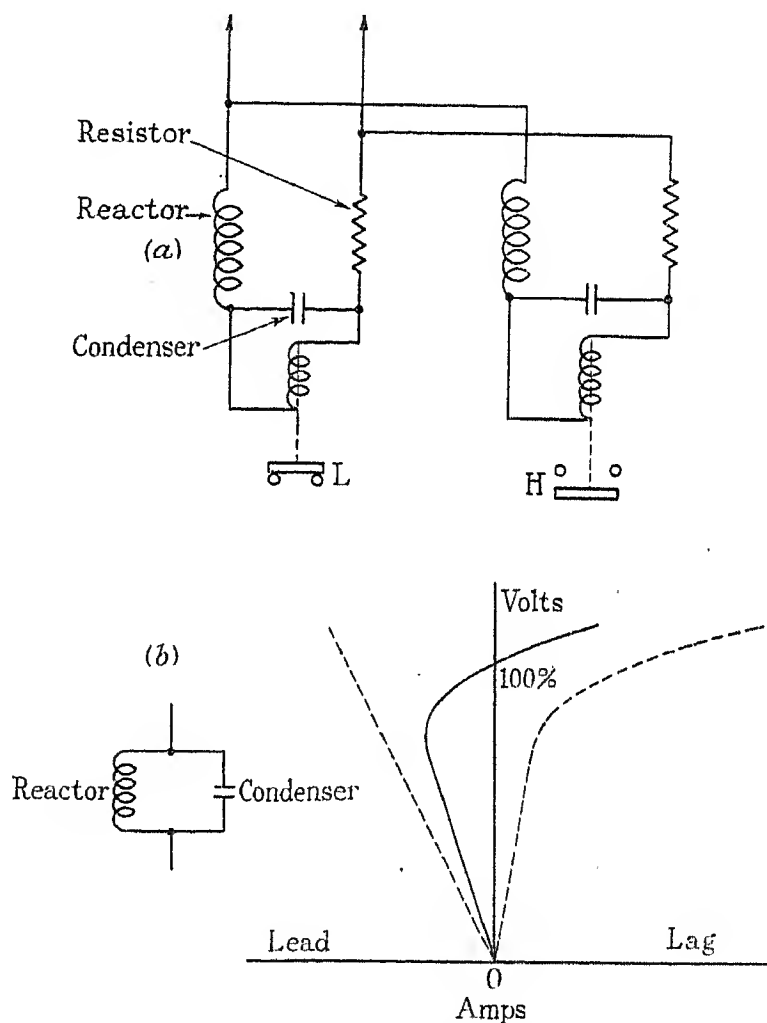 Resistor
Reactor
(a)
Condenser
L
H
(b)
Volts
100%
Reactor
Condenser
Lead
Lag
0
Amps